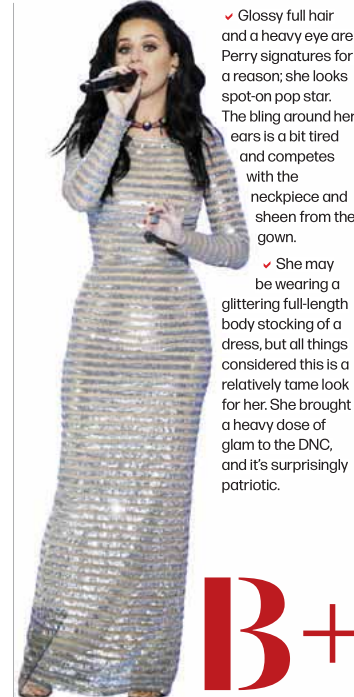 Glossy full hair
and a heavy eye are
Perry signatures for
a reason; she looks
spot-on pop star.
The bling around her
ears is a bit tired
and competes
with the
neckpiece and
sheen from the
gown.
She may
be wearing a
glittering full-length
body stocking of a
dress, but all things
considered this is a
relatively tame look
for her. She brought
a heavy dose of
glam to the DNC,
and it's surprisingly
patriotic.
B+